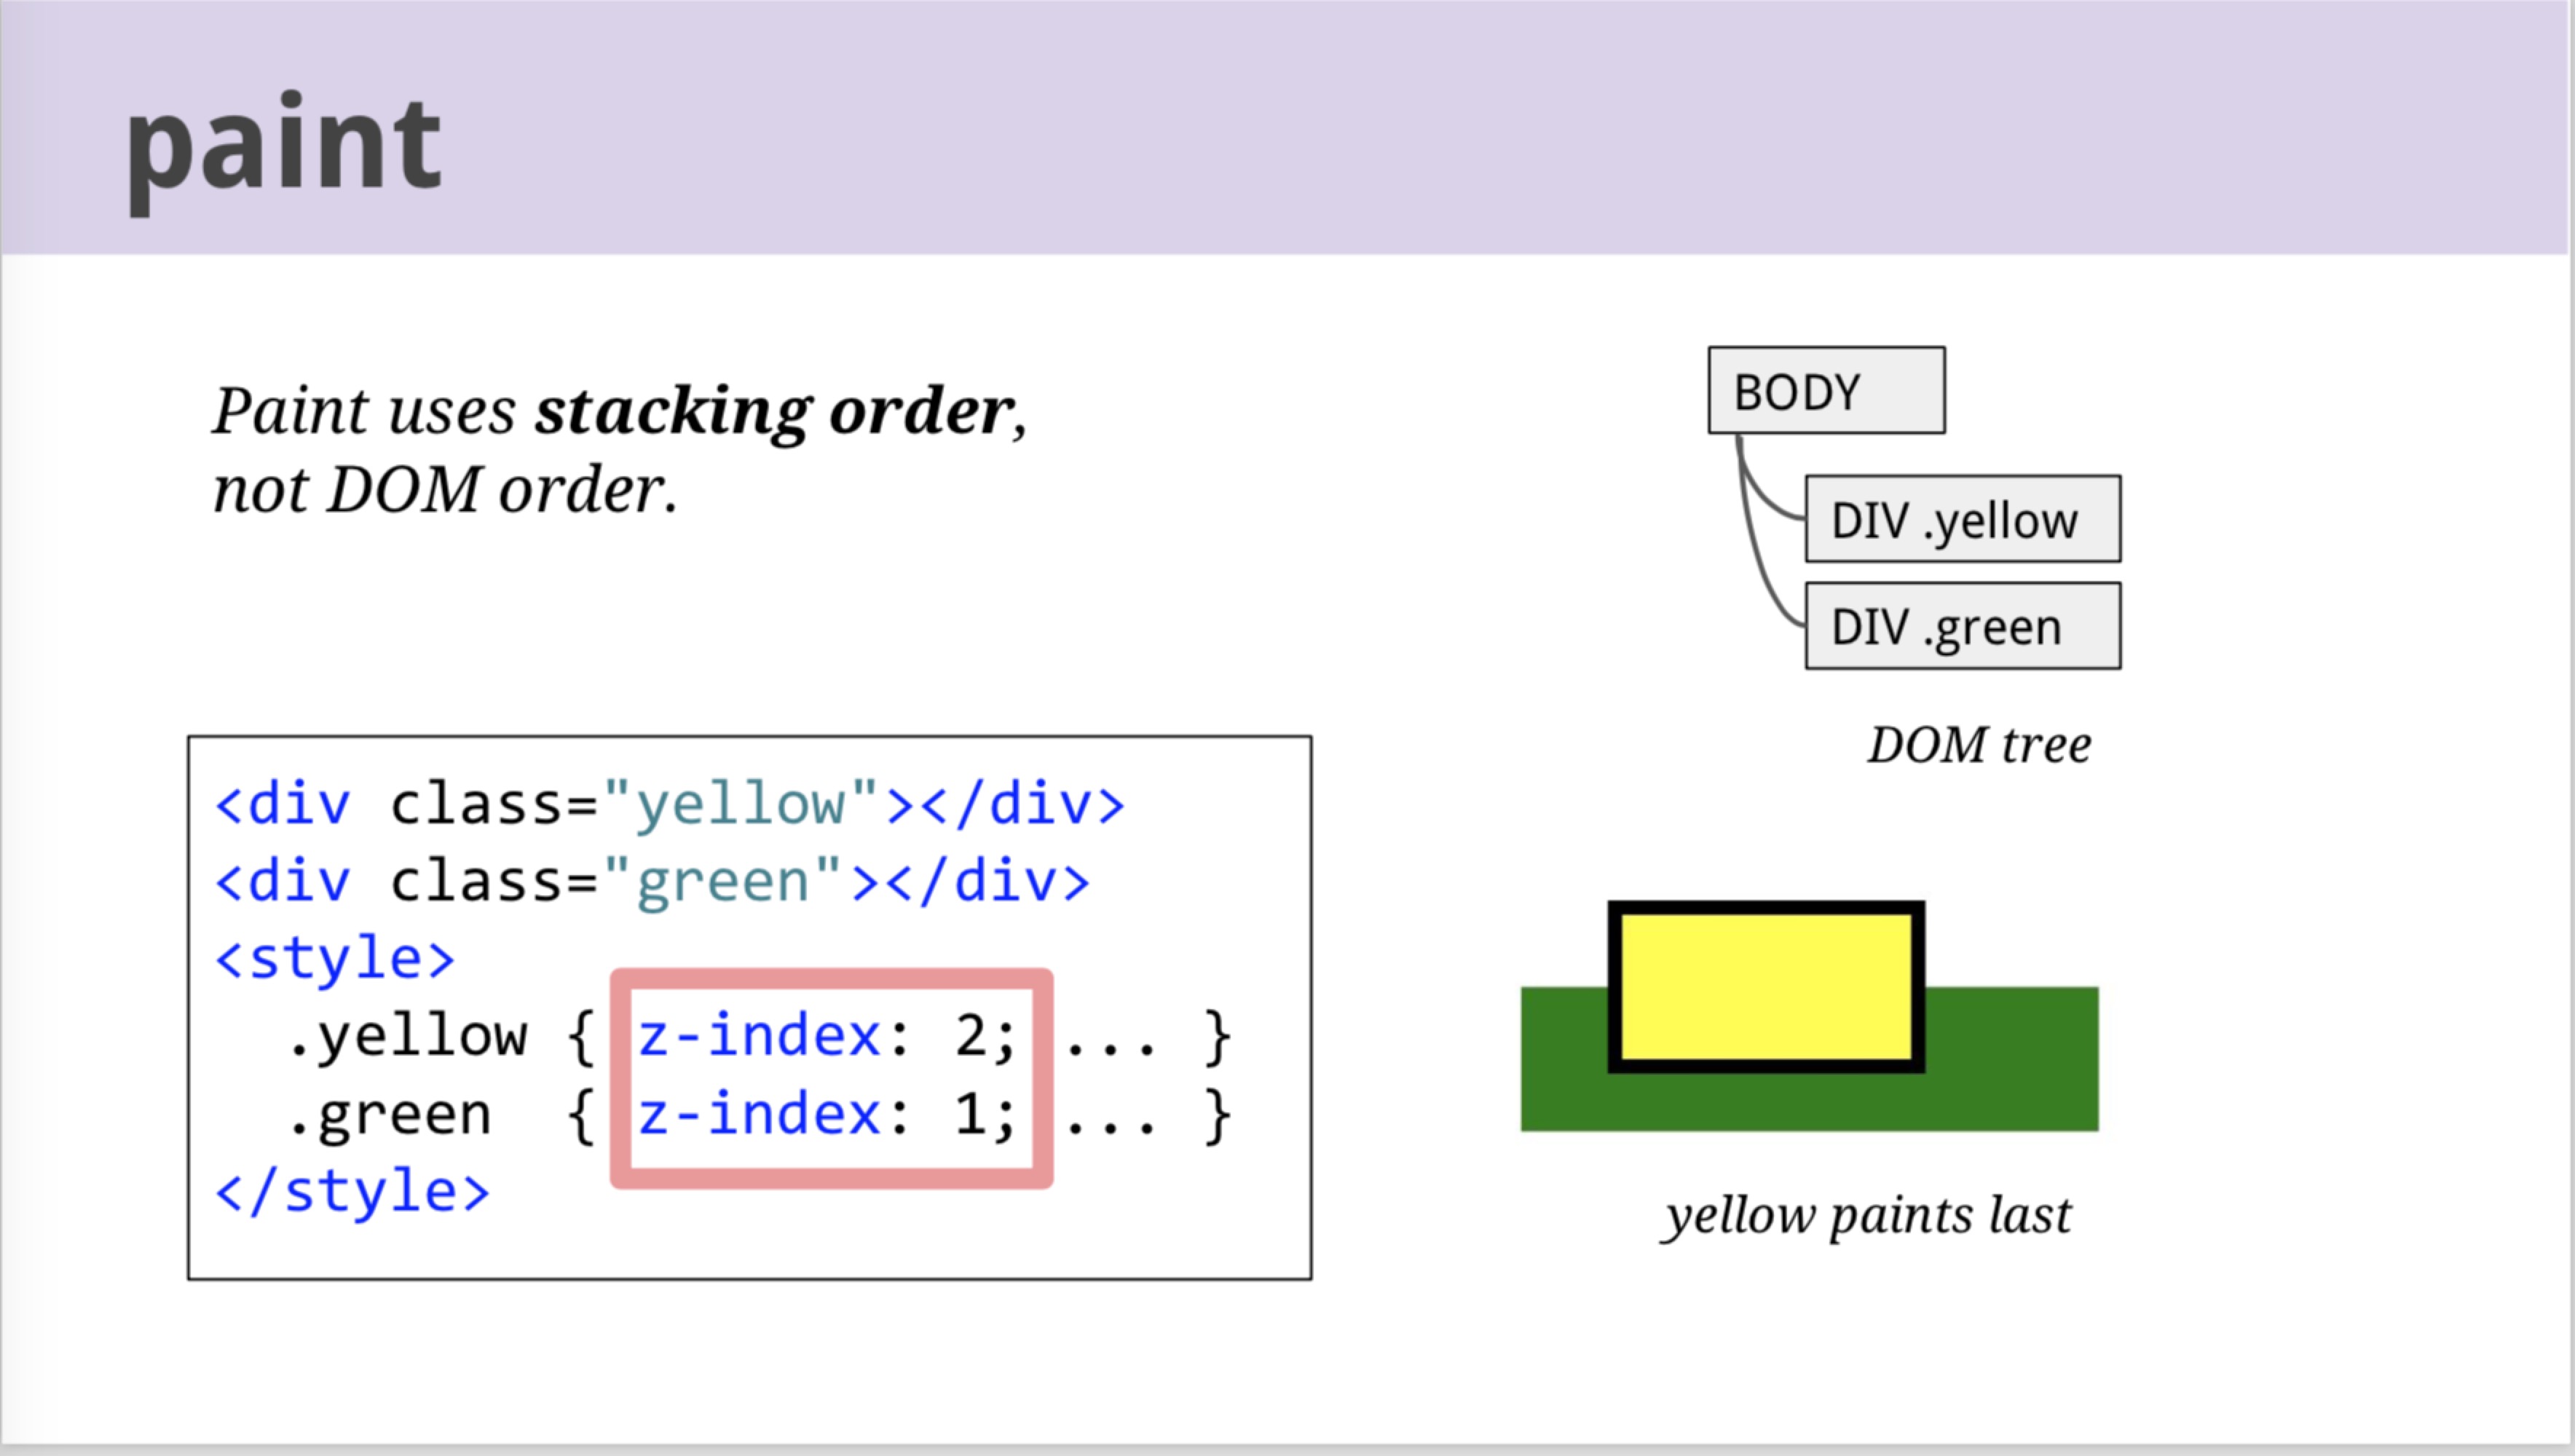 paint
Paint uses stacking order,
not DOM order.
<div class="yellow"></div>
<div class="green"></div>
<style>
  .yellow { z-index: 2; ... }
  .green  { z-index: 1; ... }
</style>
BODY
DIV .yellow
DIV .green
DOM tree
yellow paints last